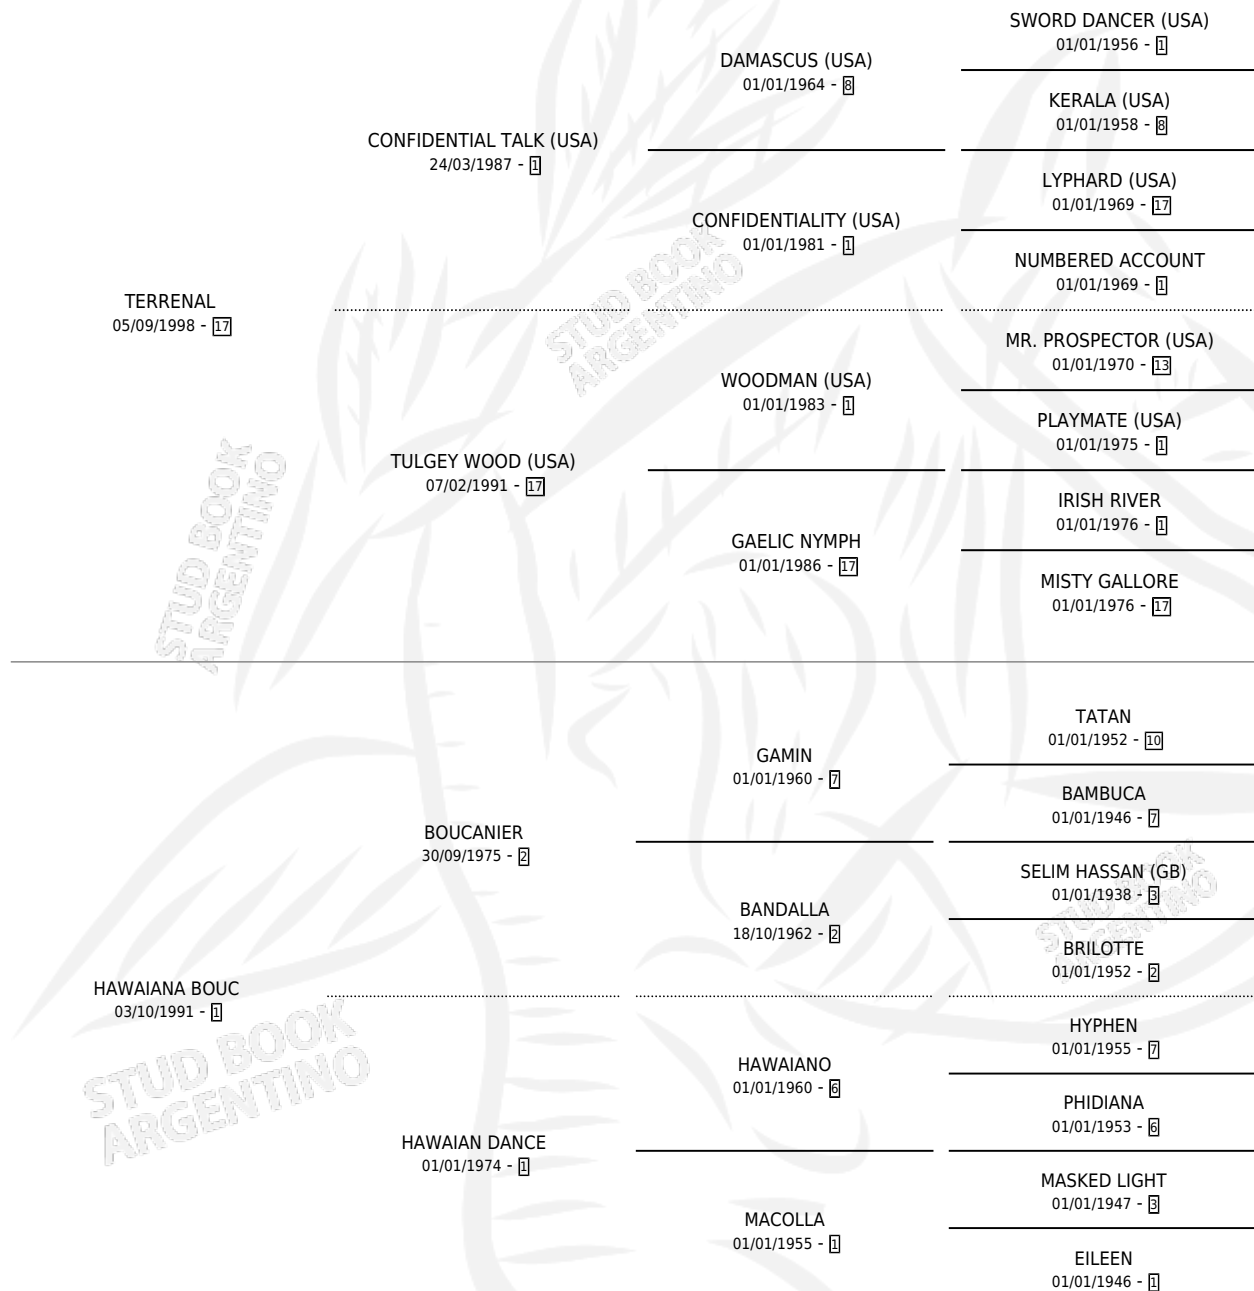 SWORD DANCER (USA)
01/01/1956 - 1
DAMASCUS (USA)
01/01/1964 - 8
KERALA (USA)
01/01/1958 - 8
CONFIDENTIAL TALK (USA)
24/03/1987 - 1
LYPHARD (USA)
01/01/1969 - 17
CONFIDENTIALITY (USA)
01/01/1981 - 1
NUMBERED ACCOUNT
01/01/1969 - 1
TERRENAL
05/09/1998 - 17
MR. PROSPECTOR (USA)
01/01/1970 - 13
WOODMAN (USA)
01/01/1983 - 1
PLAYMATE (USA)
01/01/1975 - 1
TULGEY WOOD (USA)
07/02/1991 - 17
IRISH RIVER
01/01/1976 - 1
GAELIC NYMPH
01/01/1986 - 17
MISTY GALLORE
01/01/1976 - 17
TATAN
01/01/1952 - 10
GAMIN
01/01/1960 - 7
BAMBUCA
01/01/1946 - 7
BOUCANIER
30/09/1975 - 2
SELIM HASSAN (GB)
01/01/1938 - 3
BANDALLA
18/10/1962 - 2
BRILOTTE
01/01/1952 - 2
HAWAIANA BOUC
03/10/1991 - 1
HYPHEN
01/01/1955 - 7
HAWAIANO
01/01/1960 - 6
PHIDIANA
01/01/1953 - 6
HAWAIAN DANCE
01/01/1974 - 1
MASKED LIGHT
01/01/1947 - 3
MACOLLA
01/01/1955 - 1
EILEEN
01/01/1946 - 1
STUD BOOK
ARGENTINO
STUD BOOK
ARGENTINO
STUD BOOK
ARGENTINO
STUD BOOK
ARGENTINO